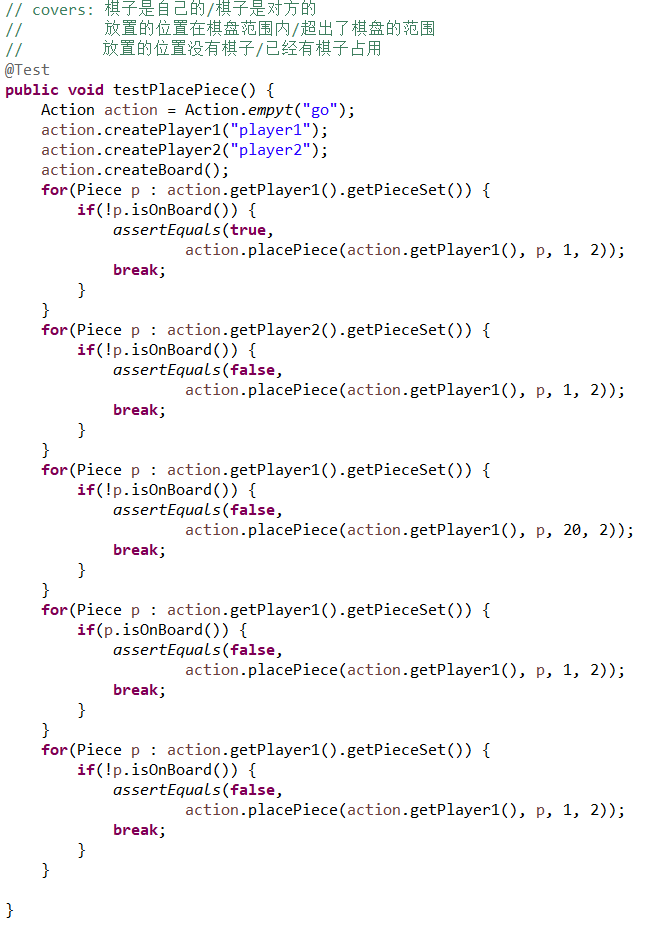 // covers: 棋子是自己的/棋子是对方的
//         放置的位置在棋盘范围内/超出了棋盘的范围
//         放置的位置没有棋子/已经有棋子占用
@Test
public void testPlacePiece() {
    Action action = Action.empyt("go");
    action.createPlayer1("player1");
    action.createPlayer2("player2");
    action.createBoard();
    for(Piece p : action.getPlayer1().getPieceSet()) {
        if(!p.isOnBoard()) {
            assertEquals(true,
                    action.placePiece(action.getPlayer1(), p, 1, 2));
            break;
        }
    }
    for(Piece p : action.getPlayer2().getPieceSet()) {
        if(!p.isOnBoard()) {
            assertEquals(false,
                    action.placePiece(action.getPlayer1(), p, 1, 2));
            break;
        }
    }
    for(Piece p : action.getPlayer1().getPieceSet()) {
        if(!p.isOnBoard()) {
            assertEquals(false,
                    action.placePiece(action.getPlayer1(), p, 20, 2));
            break;
        }
    }
    for(Piece p : action.getPlayer1().getPieceSet()) {
        if(p.isOnBoard()) {
            assertEquals(false,
                    action.placePiece(action.getPlayer1(), p, 1, 2));
            break;
        }
    }
    for(Piece p : action.getPlayer1().getPieceSet()) {
        if(!p.isOnBoard()) {
            assertEquals(false,
                    action.placePiece(action.getPlayer1(), p, 1, 2));
            break;
        }
    }
}